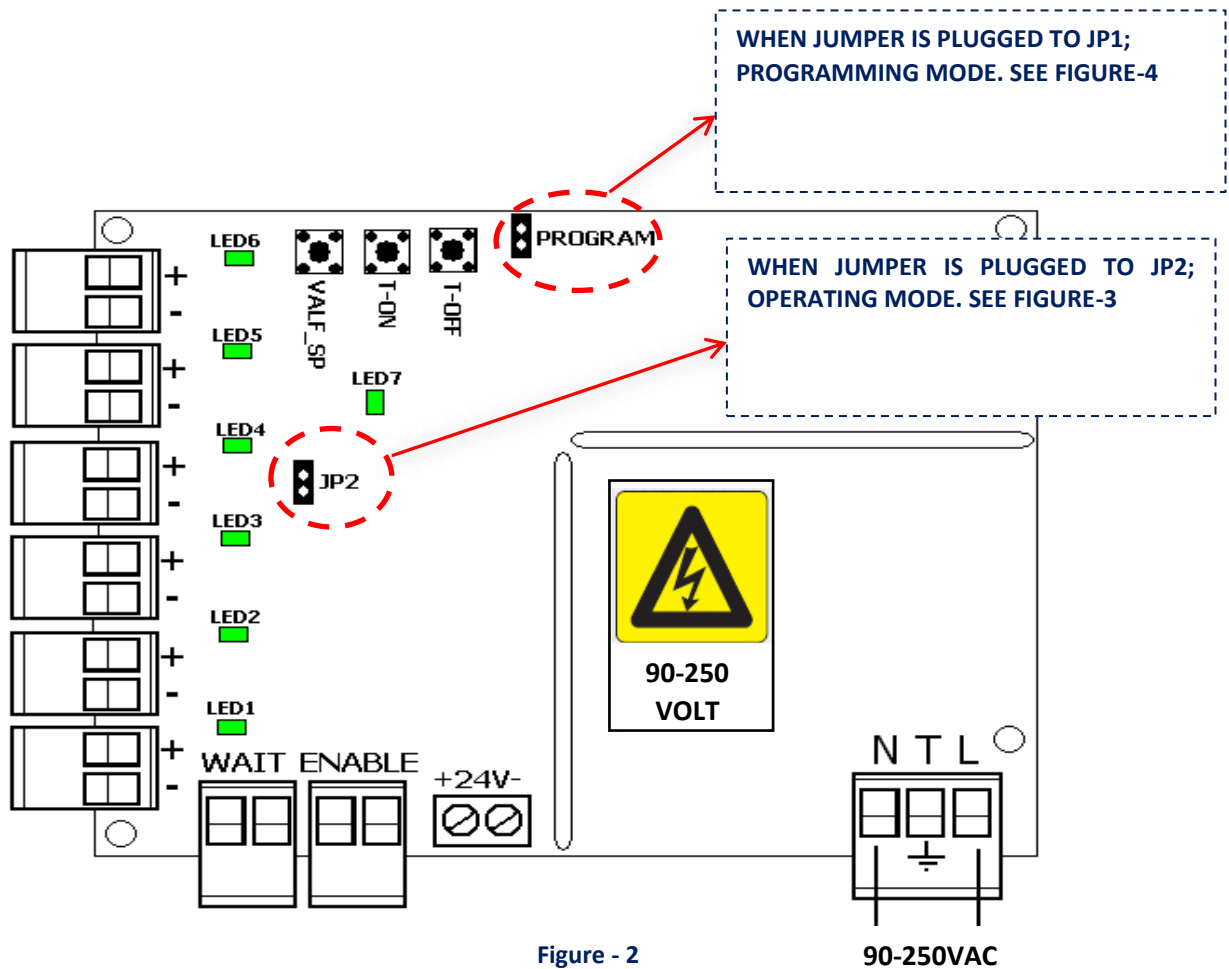 WHEN JUMPER IS PLUGGED TO JP1;
PROGRAMMING MODE. SEE FIGURE-4
PROGRAM
WHEN JUMPER IS PLUGGED TO JP2;
OPERATING MODE. SEE FIGURE-3
LED6
+
-
VALF_SP
T-ON
T-OFF
LED5
+
-
LED7
LED4
+
-
JP2
LED3
+
-
LED2
+
-
LED1
+
-
90-250
VOLT
WAIT ENABLE
+24V-
N T L
90-250VAC
Figure - 2